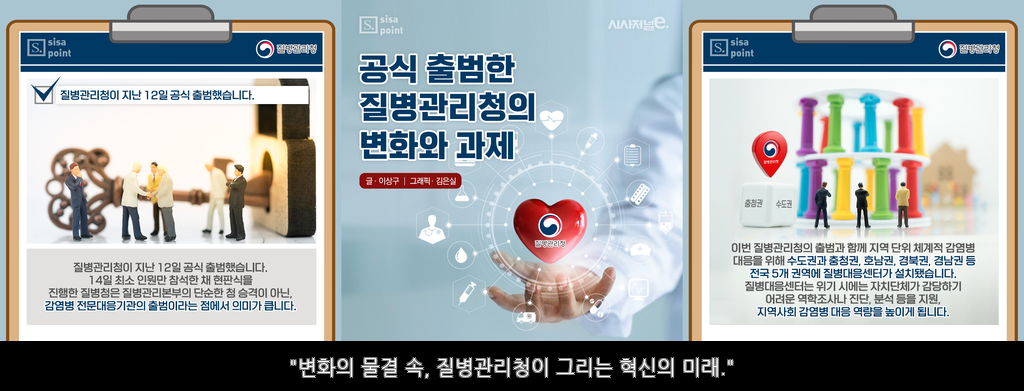 sisa
point
질병관리청
질병관리청이 지난 12일 공식 출범했습니다.
질병관리청이 지난 12일 공식 출범했습니다.
14일 최소 인원만 참석한 채 현판식을
진행한 질병청은 질병관리본부의 단순한 청 승격이 아닌,
감염병 전문대응기관의 출범이라는 점에서 의미가 큽니다.
sisa
point
시사저널e.
공식 출범한
질병관리청의
변화와 과제
글 · 이상구 | 그래픽 · 김은실
질병관리청
sisa
point
질병관리청
질병관리청
충청권
수도권
이번 질병관리청의 출범과 함께 지역 단위 체계적 감염병
대응을 위해 수도권과 충청권, 호남권, 경북권, 경남권 등
전국 5개 권역에 질병대응센터가 설치됐습니다.
질병대응센터는 위기 시에는 자치단체가 감당하기
어려운 역학조사나 진단, 분석 등을 지원,
지역사회 감염병 대응 역량을 높이게 됩니다.
"변화의 물결 속, 질병관리청이 그리는 혁신의 미래."